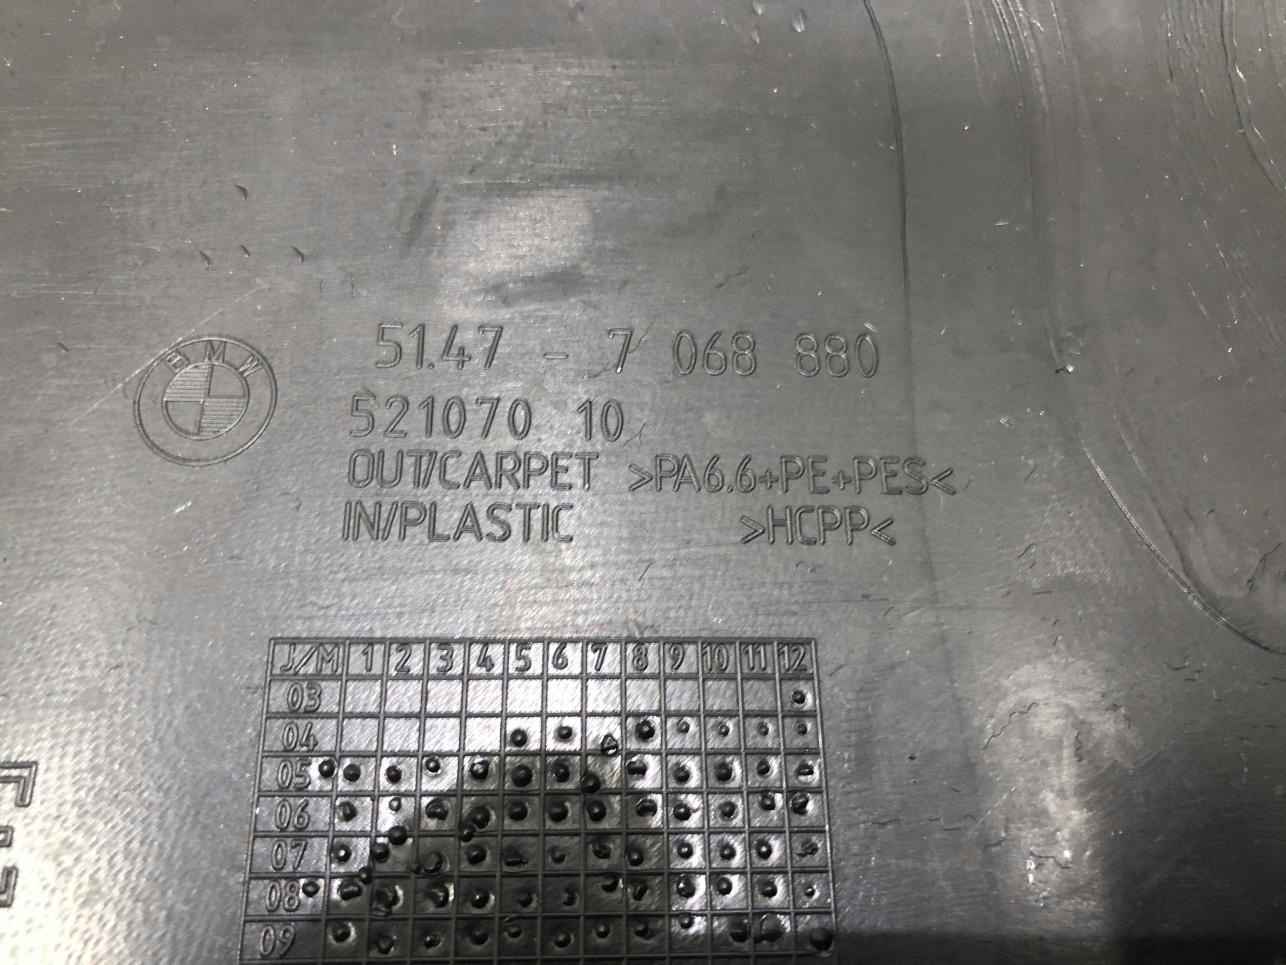 BMW
51.47 - 7 068 880
521070 10
OUT/CARPET >PA6.6+PE+PES<
IN/PLASTIC >HCPP<
J/M 1 2 3 4 5 6 7 8 9 10 11 12
03
04
05
06
07
08
09